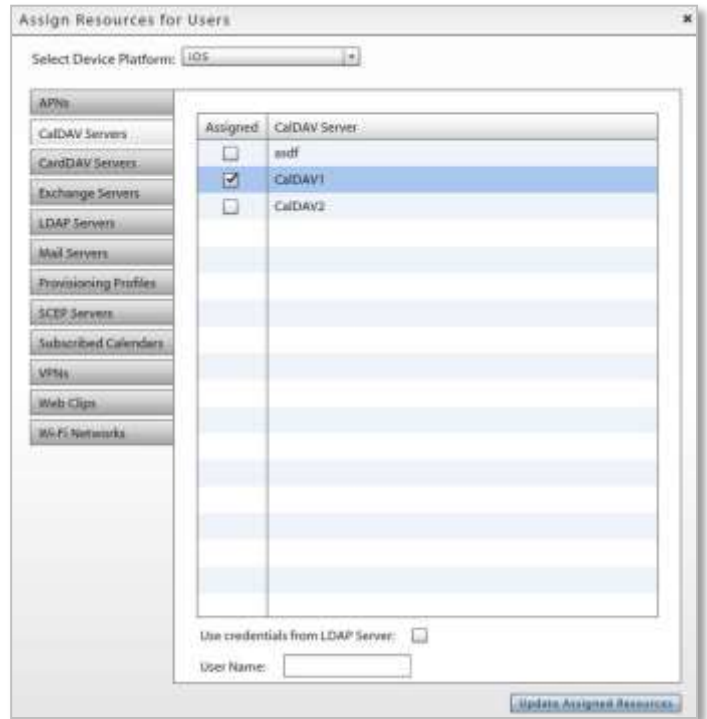 Assign Resources for Users
Select Device Platform: iOS
APNs
CalDAV Servers
CardDAV Servers
Exchange Servers
LDAP Servers
Mail Servers
Provisioning Profiles
SCEP Servers
Subscribed Calendars
VPNs
Web Clips
Wi-Fi Networks
Assigned CalDAV Server
asdf
CalDAV1
CalDAV2
Use credentials from LDAP Server:
User Name:
Update Assigned Resources